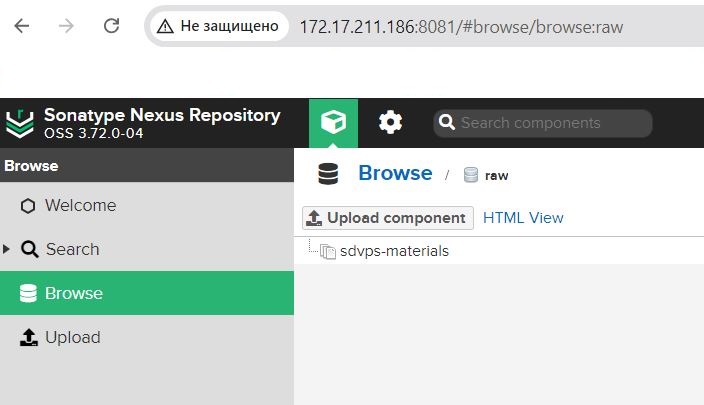 Не защищено 172.17.211.186:8081/#browse/browse:raw
Sonatype Nexus Repository
OSS 3.72.0-04
Search components
Browse
Browse / raw
Welcome
Upload component HTML View
Search
sdvps-materials
Browse
Upload